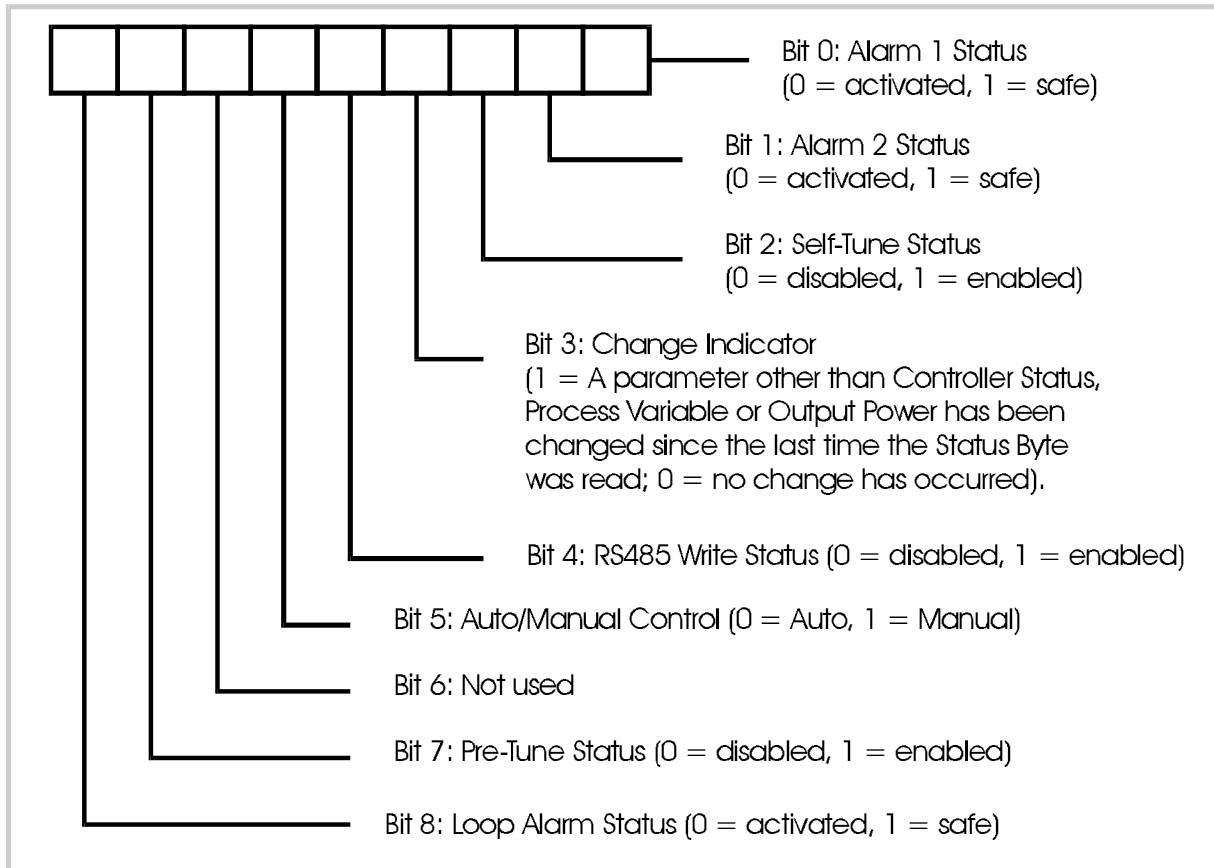 Bit 0: Alarm 1 Status
(0 = activated, 1 = safe)
Bit 1: Alarm 2 Status
(0 = activated, 1 = safe)
Bit 2: Self-Tune Status
(0 = disabled, 1 = enabled)
Bit 3: Change Indicator
(1 = A parameter other than Controller Status,
Process Variable or Output Power has been
changed since the last time the Status Byte
was read; 0 = no change has occurred).
Bit 4: RS485 Write Status (0 = disabled, 1 = enabled)
Bit 5: Auto/Manual Control (0 = Auto, 1 = Manual)
Bit 6: Not used
Bit 7: Pre-Tune Status (0 = disabled, 1 = enabled)
Bit 8: Loop Alarm Status (0 = activated, 1 = safe)